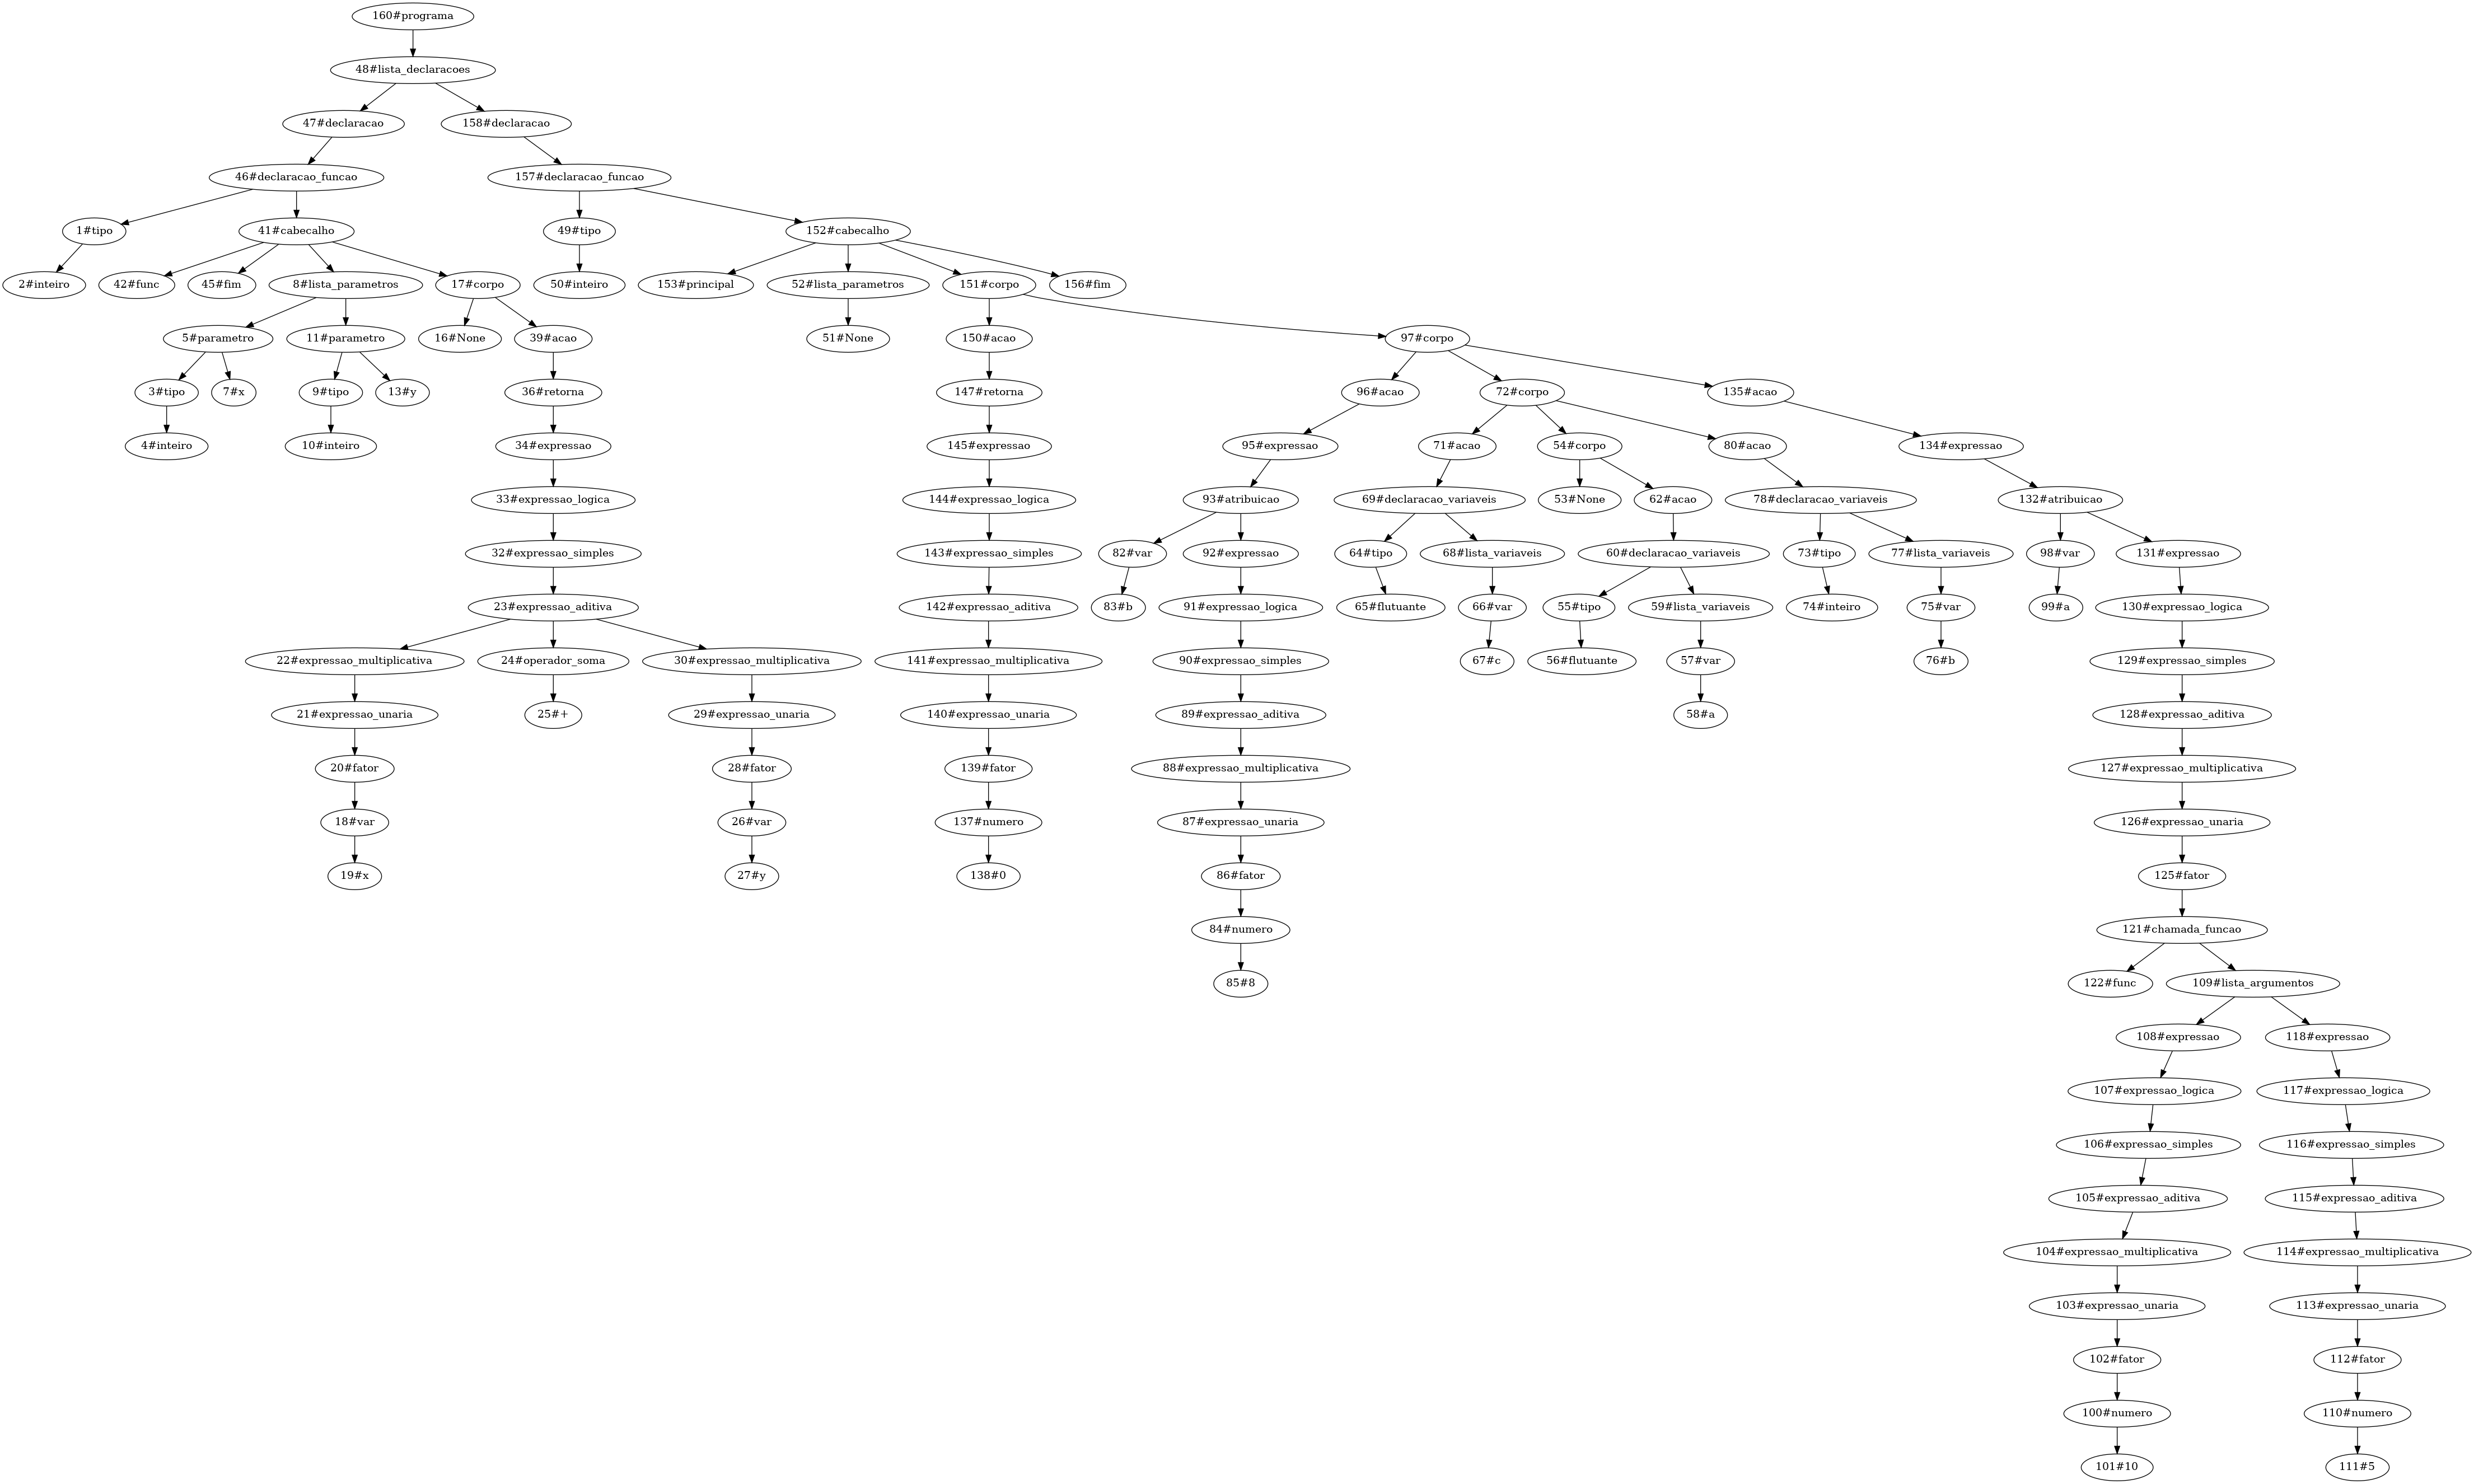 160#programa
48#lista_declaracoes
47#declaracao 158#declaracao
46#declaracao_funcao 157#declaracao_funcao
1#tipo 41#cabecalho 49#tipo 152#cabecalho
2#inteiro 42#func 45#fim 8#lista_parametros 17#corpo 50#inteiro 153#principal 52#lista_parametros 151#corpo 156#fim
5#parametro 11#parametro 16#None 39#acao 51#None 150#acao 97#corpo
3#tipo 7#x 9#tipo 13#y 36#retorna 147#retorna 96#acao 72#corpo 135#acao
4#inteiro 10#inteiro 34#expressao 145#expressao 95#expressao 71#acao 54#corpo 80#acao 134#expressao
33#expressao_logica 144#expressao_logica 93#atribuicao 69#declaracao_variaveis 53#None 62#acao 78#declaracao_variaveis 132#atribuicao
32#expressao_simples 143#expressao_simples 82#var 92#expressao 64#tipo 68#lista_variaveis 60#declaracao_variaveis 73#tipo 77#lista_variaveis 98#var 131#expressao
23#expressao_aditiva 142#expressao_aditiva 83#b 91#expressao_logica 65#flutuante 66#var 55#tipo 59#lista_variaveis 74#inteiro 75#var 99#a 130#expressao_logica
22#expressao_multiplicativa 24#operador_soma 30#expressao_multiplicativa 141#expressao_multiplicativa 90#expressao_simples 67#c 56#flutuante 57#var 76#b 129#expressao_simples
21#expressao_unaria 25#+ 29#expressao_unaria 140#expressao_unaria 89#expressao_aditiva 58#a 128#expressao_aditiva
20#fator 28#fator 139#fator 88#expressao_multiplicativa 127#expressao_multiplicativa
18#var 26#var 137#numero 87#expressao_unaria 126#expressao_unaria
19#x 27#y 138#0 86#fator 125#fator
84#numero 121#chamada_funcao
85#8 122#func 109#lista_argumentos
108#expressao 118#expressao
107#expressao_logica 117#expressao_logica
106#expressao_simples 116#expressao_simples
105#expressao_aditiva 115#expressao_aditiva
104#expressao_multiplicativa 114#expressao_multiplicativa
103#expressao_unaria 113#expressao_unaria
102#fator 112#fator
100#numero 110#numero
101#10 111#5